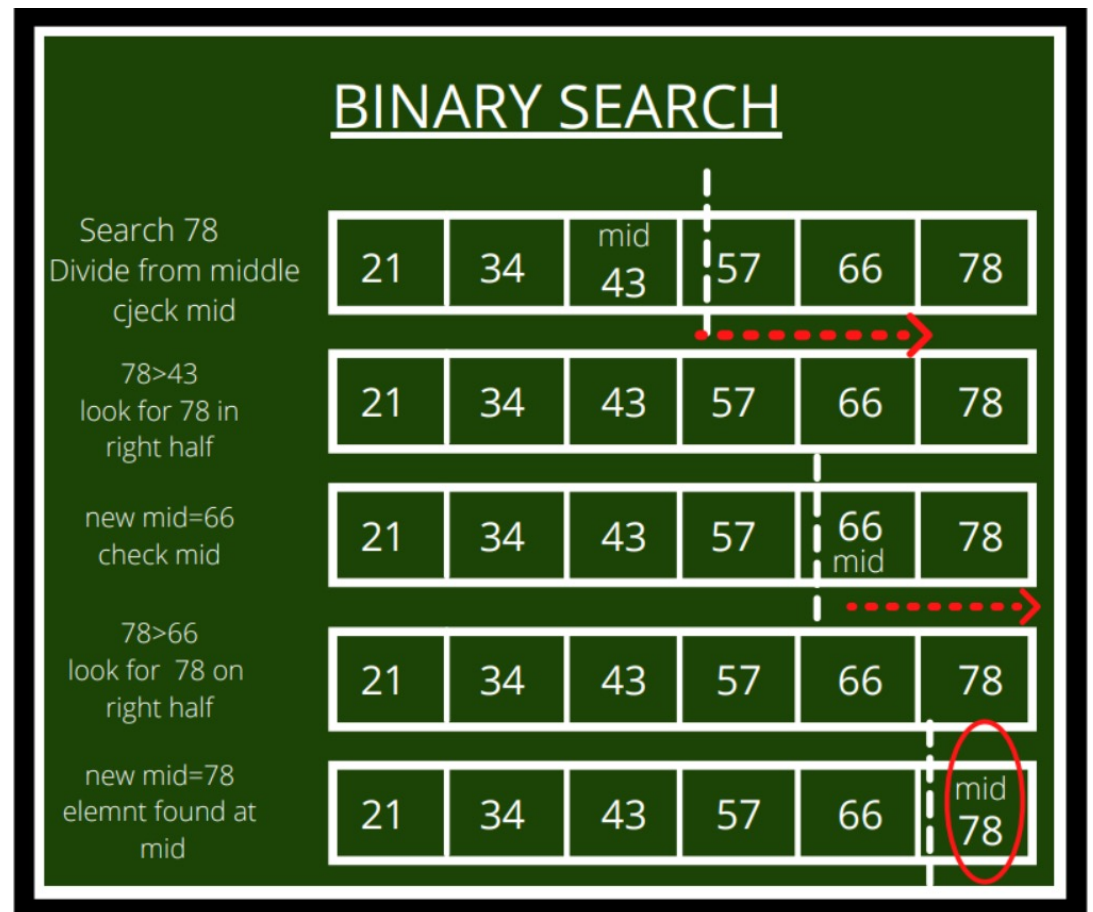 BINARY SEARCH
Search 78
Divide from middle
cjeck mid
mid
21 34 43 57 66 78
78>43
look for 78 in
right half
21 34 43 57 66 78
new mid=66
check mid
21 34 43 57 66 78
mid
78>66
look for 78 on
right half
21 34 43 57 66 78
new mid=78
elemnt found at
mid
mid
21 34 43 57 66 78